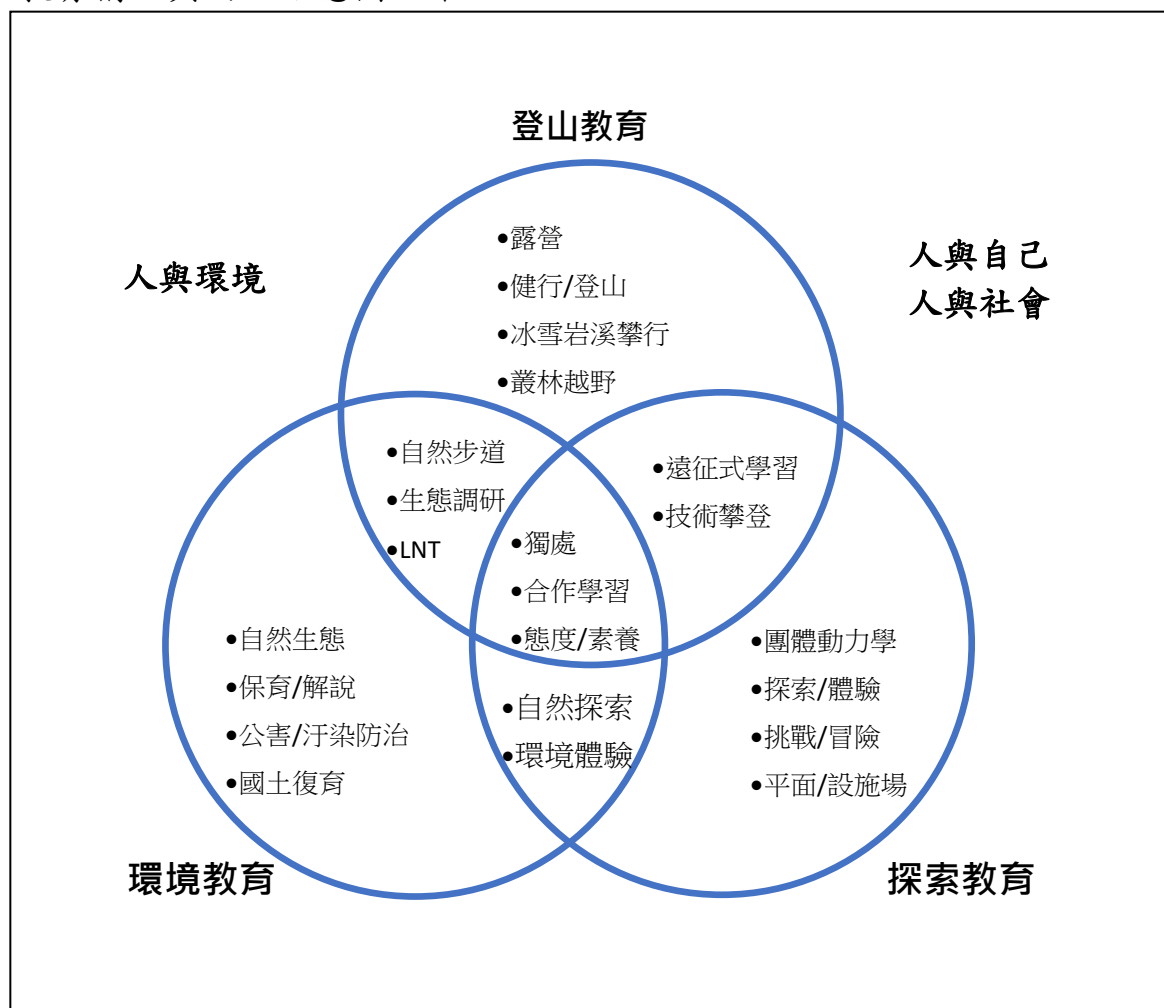 登山教育
人與環境
人與自己
人與社會
•露營
•健行/登山
•冰雪岩溪攀行
•叢林越野
•自然步道
•生態調研
•LNT
•遠征式學習
•技術攀登
•獨處
•合作學習
•態度/素養
•自然生態
•保育/解說
•公害/汙染防治
•國土復育
•自然探索
•環境體驗
•團體動力學
•探索/體驗
•挑戰/冒險
•平面/設施場
環境教育
探索教育